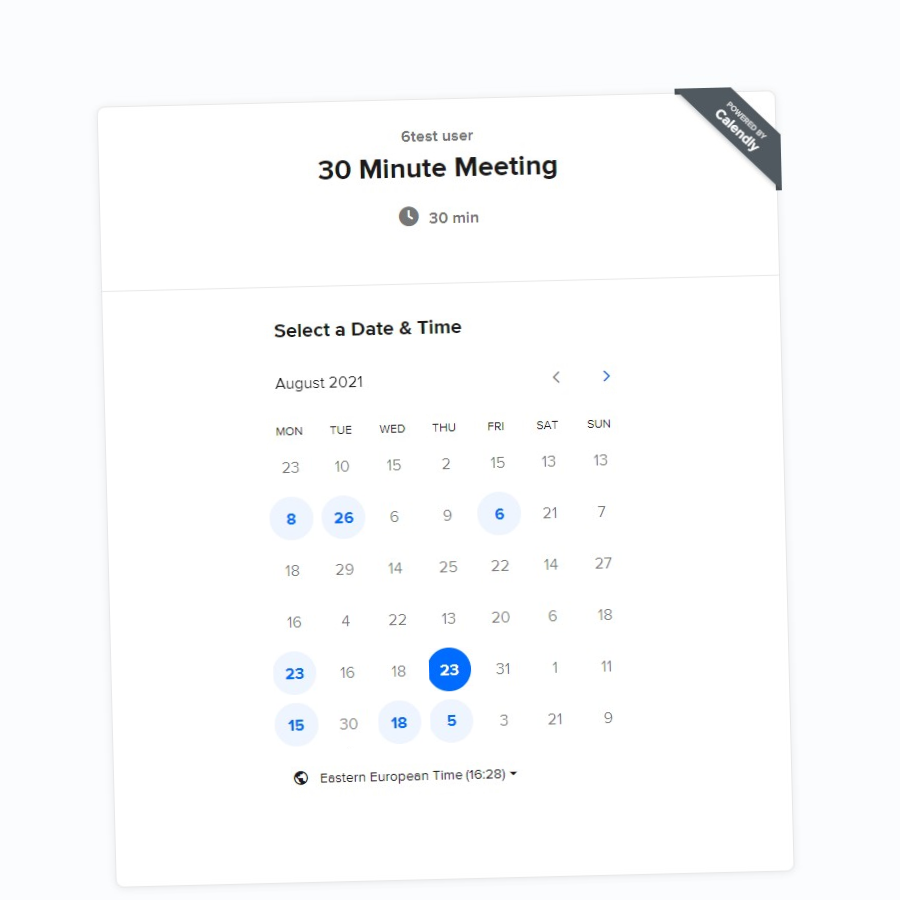 POWERED BY
Calendly
6test user
30 Minute Meeting
30 min
Select a Date & Time
August 2021
MON TUE WED THU FRI SAT SUN
23 10 15 2 15 13 13
8 26 6 9 6 21 7
18 29 14 25 22 14 27
16 4 22 13 20 6 18
23 16 18 23 31 1 11
15 30 18 5 3 21 9
Eastern European Time (16:28)